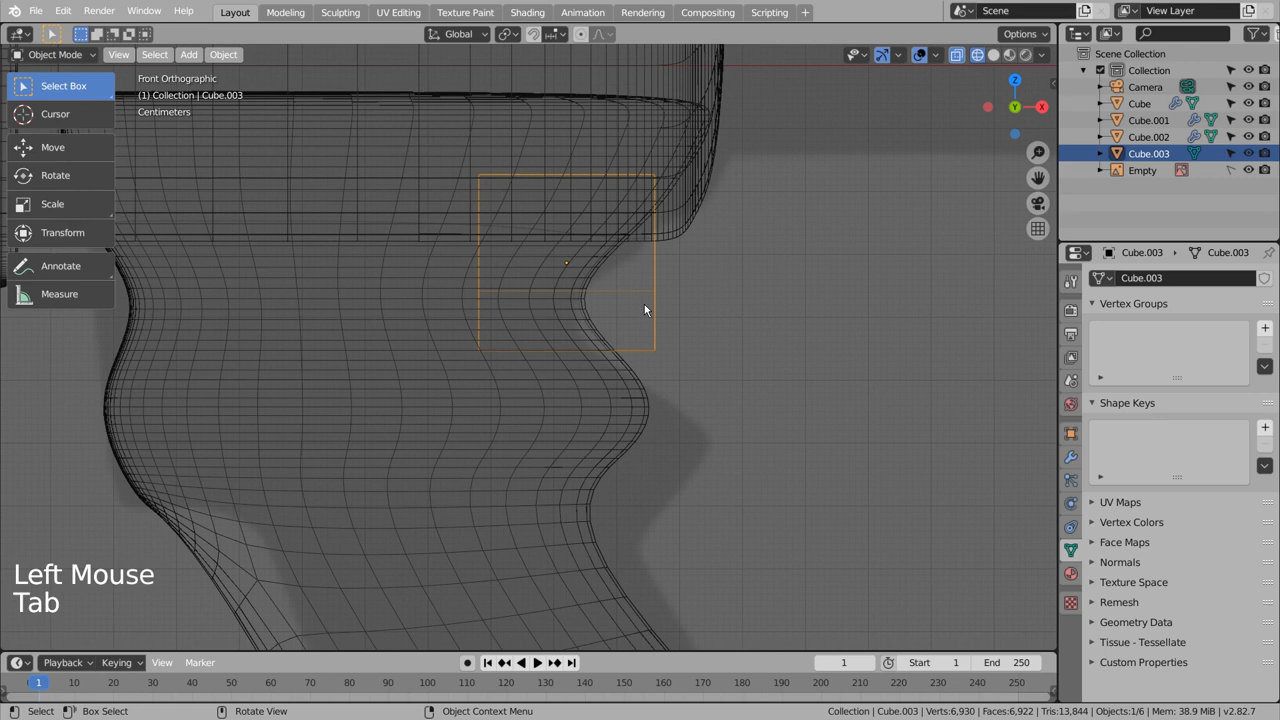 File Edit Render Window Help Layout Modeling Sculpting UV Editing Texture Paint Shading Animation Rendering Compositing Scripting + Scene View Layer
Global Options
Object Mode View Select Add Object
Select Box
Cursor
Move
Rotate
Scale
Transform
Annotate
Measure
Front Orthographic
(1) Collection | Cube.003
Centimeters
Z
Y
X
Left Mouse
Tab
Scene Collection
Collection
Camera
Cube
Cube.001
Cube.002
Cube.003
Empty
Cube.003 Cube.003
Cube.003
Vertex Groups
Shape Keys
UV Maps
Vertex Colors
Face Maps
Normals
Texture Space
Remesh
Geometry Data
Tissue - Tessellate
Custom Properties
Playback Keying View Marker 1 Start 1 End 250
1 10 20 30 40 50 60 70 80 90 100 110 120 130 140 150 160 170 180 190 200 210 220 230 240 250
Select Box Select Rotate View Object Context Menu Collection | Cube.003 | Verts:6,930 | Faces:6,922 | Tris:13,844 | Objects:1/6 | Mem: 38.9 MiB | v2.82.7